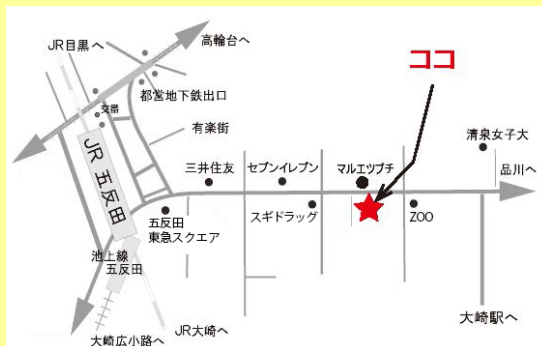 JR目黒へ
高輪台へ
ココ
交番
都営地下鉄出口
有楽街
清泉女子大
品川へ
三井住友
セブンイレブン
マルエツプチ
JR 五反田
五反田
東急スクエア
スギドラッグ
ZOO
池上線
五反田
大崎広小路へ
JR大崎へ
大崎駅へ